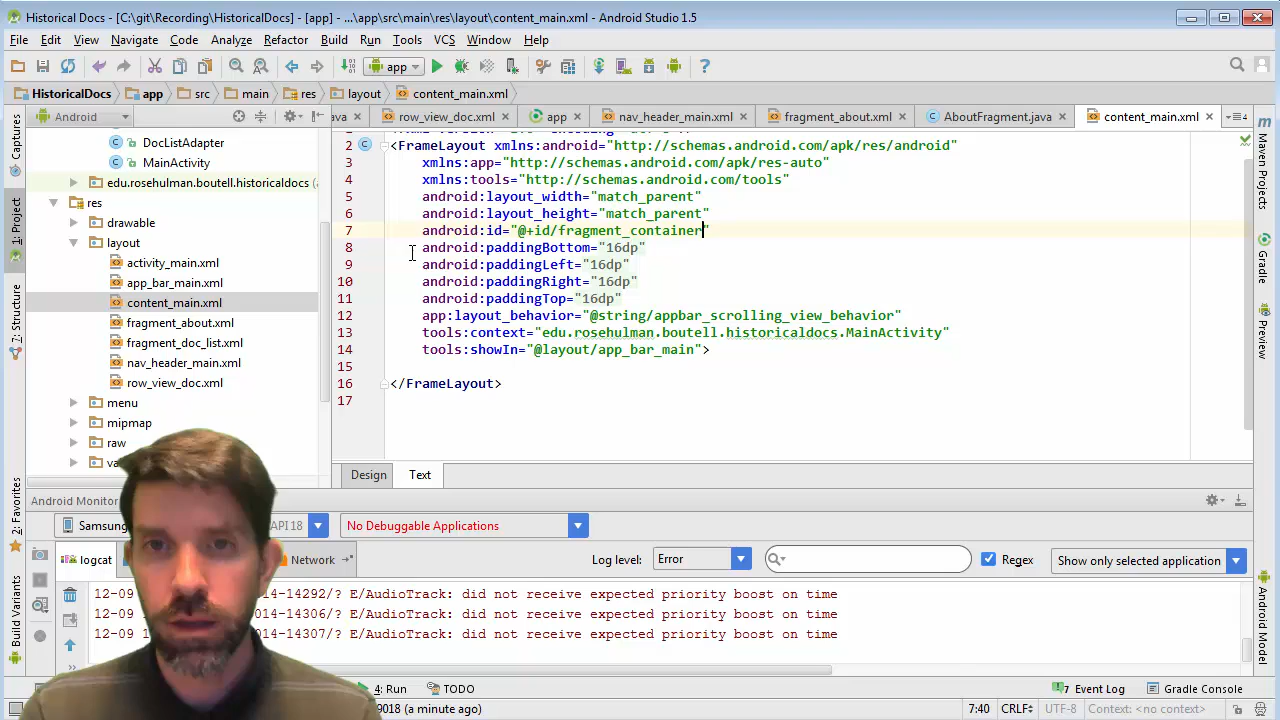 Historical Docs - [C:\git\Recording\HistoricalDocs] - [app] - ...\app\src\main\res\layout\content_main.xml - Android Studio 1.5
File Edit View Navigate Code Analyze Refactor Build Run Tools VCS Window Help
app
HistoricalDocs app src main res layout content_main.xml
Android
java row_view_doc.xml app nav_header_main.xml fragment_about.xml AboutFragment.java content_main.xml
Captures
1: Project
Structure
2: Favorites
Build Variants
DocListAdapter
MainActivity
edu.rosehulman.boutell.historicaldocs
res
drawable
layout
activity_main.xml
app_bar_main.xml
content_main.xml
fragment_about.xml
fragment_doc_list.xml
nav_header_main.xml
row_view_doc.xml
menu
mipmap
raw
2 <FrameLayout xmlns:android="http://schemas.android.com/apk/res/android"
3 xmlns:app="http://schemas.android.com/apk/res-auto"
4 xmlns:tools="http://schemas.android.com/tools"
5 android:layout_width="match_parent"
6 android:layout_height="match_parent"
7 android:id="@+id/fragment_container"
8 android:paddingBottom="16dp"
9 android:paddingLeft="16dp"
10 android:paddingRight="16dp"
11 android:paddingTop="16dp"
12 app:layout_behavior="@string/appbar_scrolling_view_behavior"
13 tools:context="edu.rosehulman.boutell.historicaldocs.MainActivity"
14 tools:showIn="@layout/app_bar_main">
15
16 </FrameLayout>
17
Design Text
Gradle
Android Model
Android Monitor
Samsung API 18 No Debuggable Applications
logcat Network Log level: Error Regex Show only selected application
12-09 014-14292/? E/AudioTrack: did not receive expected priority boost on time
12-09 014-14306/? E/AudioTrack: did not receive expected priority boost on time
12-09 1 014-14307/? E/AudioTrack: did not receive expected priority boost on time
4: Run TODO 7 Event Log Gradle Console
9018 (a minute ago) 7:40 CRLF UTF-8 Context: <no context>